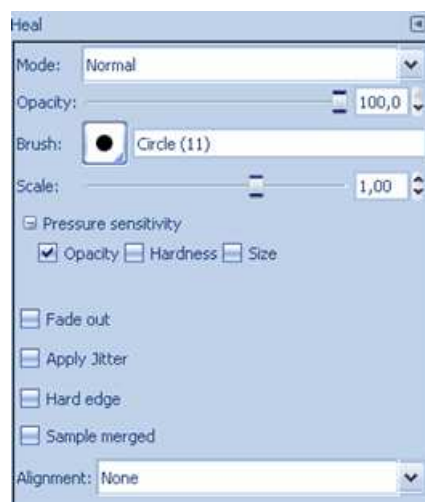 Heal
Mode: Normal
Opacity: 100,0
Brush: Circle (11)
Scale: 1,00
Pressure sensitivity
Opacity Hardness Size
Fade out
Apply Jitter
Hard edge
Sample merged
Alignment: None